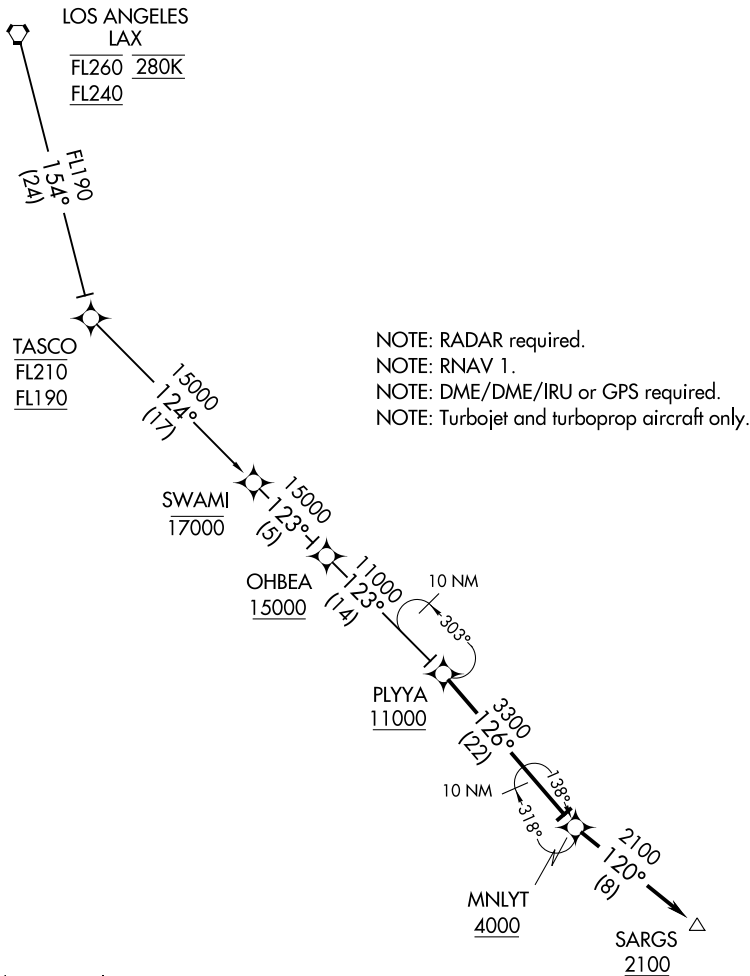 LOS ANGELES
LAX
FL260 280K
FL240
FL190
154°
(24)
TASCO
FL210
FL190
NOTE: RADAR required.
NOTE: RNAV 1.
NOTE: DME/DME/IRU or GPS required.
NOTE: Turbojet and turboprop aircraft only.
15000
124°
(17)
SWAMI
17000
15000
123°
(5)
OHBEA
15000
11000
123°
(14)
10 NM
303°
PLYYA
11000
3300
126°
(22)
10 NM
138°
318°
MNLYT
4000
2100
120°
(8)
SARGS
2100